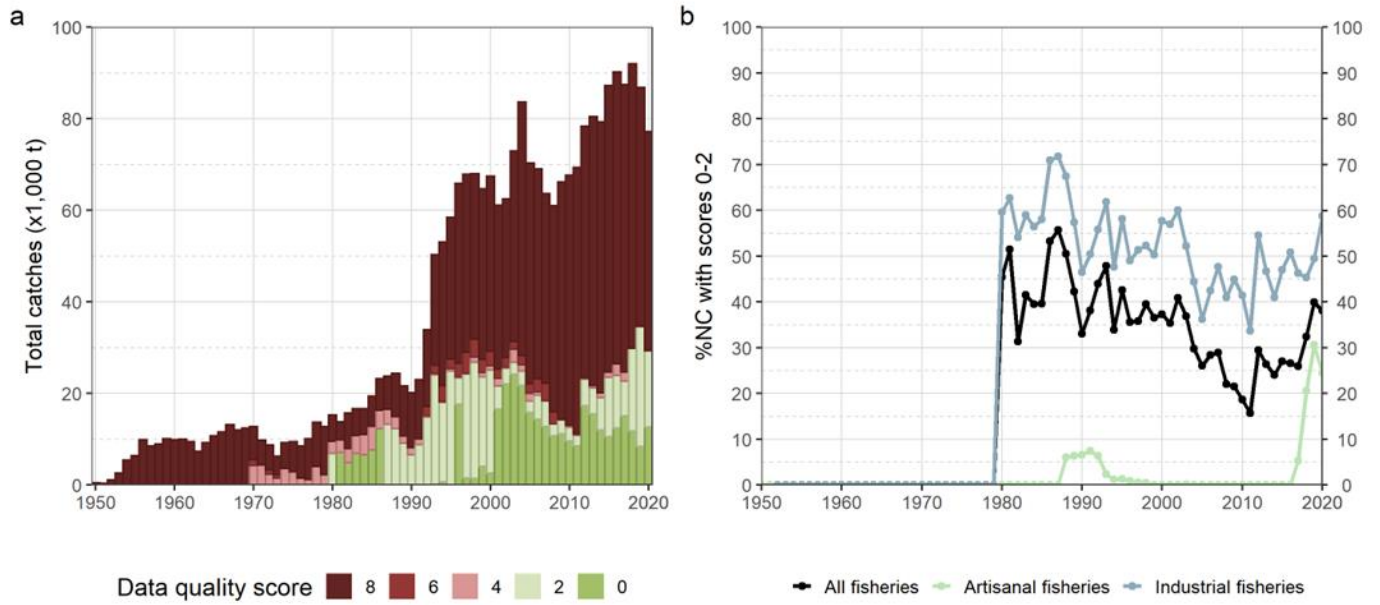 a
Total catches (x1,000 t)
100
80
60
40
20
0
1950 1960 1970 1980 1990 2000 2010 2020
Data quality score 8 6 4 2 0
b
%NC with scores 0-2
100 100
90 90
80 80
70 70
60 60
50 50
40 40
30 30
20 20
10 10
0 0
1950 1960 1970 1980 1990 2000 2010 2020
All fisheries Artisanal fisheries Industrial fisheries